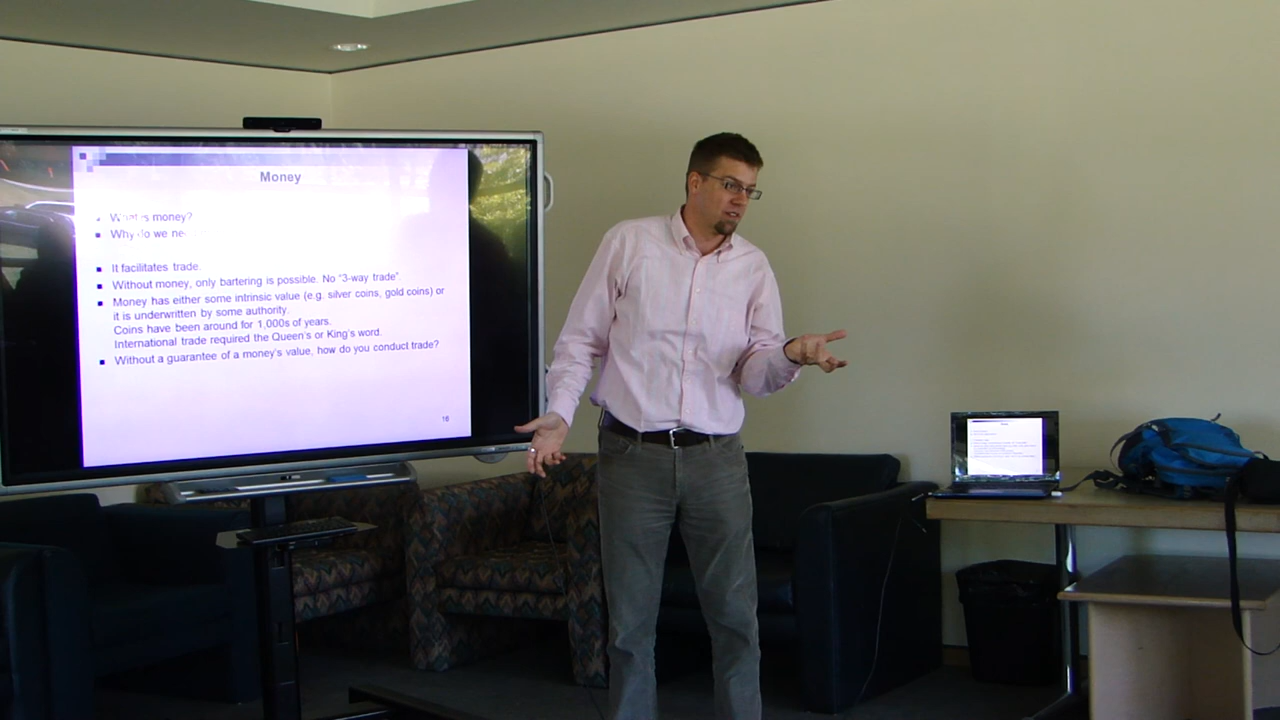 Money
What is money?
Why do we ne
It facilitates trade.
Without money, only bartering is possible. No "3-way trade".
Money has either some intrinsic value (e.g. silver coins, gold coins) or
it is underwritten by some authority.
Coins have been around for 1,000s of years.
International trade required the Queen's or King's word.
Without a guarantee of a money's value, how do you conduct trade?
16